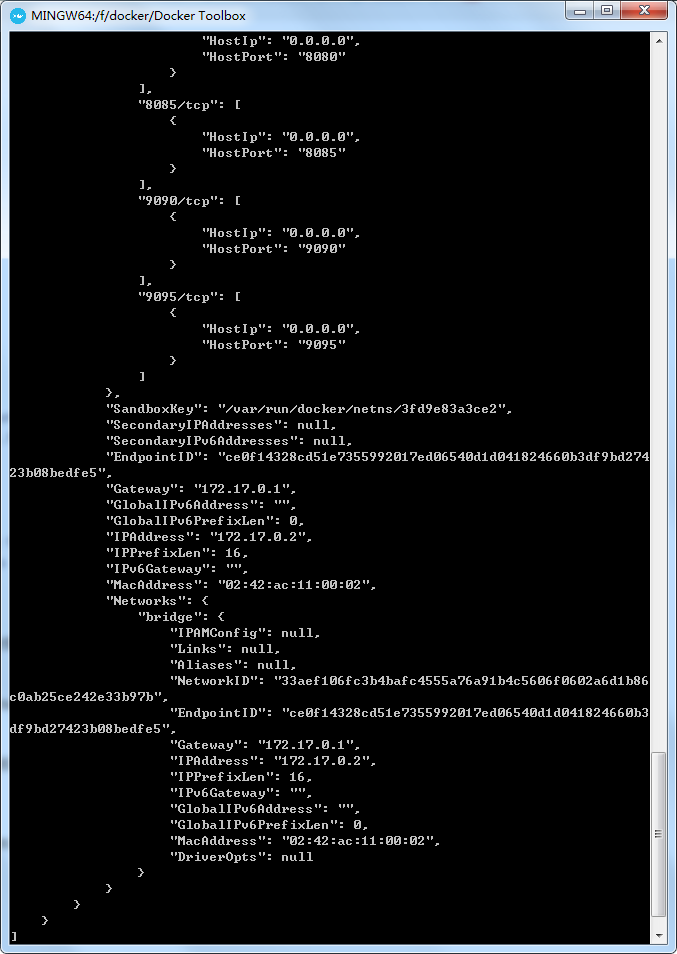 MINGW64:/f/docker/Docker Toolbox
"HostIp": "0.0.0.0",
"HostPort": "8080"
}
],
"8085/tcp": [
{
"HostIp": "0.0.0.0",
"HostPort": "8085"
}
],
"9090/tcp": [
{
"HostIp": "0.0.0.0",
"HostPort": "9090"
}
],
"9095/tcp": [
{
"HostIp": "0.0.0.0",
"HostPort": "9095"
}
]
},
"SandboxKey": "/var/run/docker/netns/3fd9e83a3ce2",
"SecondaryIPAddresses": null,
"SecondaryIPv6Addresses": null,
"EndpointID": "ce0f14328cd51e7355992017ed06540d1d041824660b3df9bd274
23b08bedfe5",
"Gateway": "172.17.0.1",
"GlobalIPv6Address": "",
"GlobalIPv6PrefixLen": 0,
"IPAddress": "172.17.0.2",
"IPPrefixLen": 16,
"IPv6Gateway": "",
"MacAddress": "02:42:ac:11:00:02",
"Networks": {
"bridge": {
"IPAMConfig": null,
"Links": null,
"Aliases": null,
"NetworkID": "33aef106fc3b4bafc4555a76a91b4c5606f0602a6d1b86
c0ab25ce242e33b97b",
"EndpointID": "ce0f14328cd51e7355992017ed06540d1d041824660b3
df9bd27423b08bedfe5",
"Gateway": "172.17.0.1",
"IPAddress": "172.17.0.2",
"IPPrefixLen": 16,
"IPv6Gateway": "",
"GlobalIPv6Address": "",
"GlobalIPv6PrefixLen": 0,
"MacAddress": "02:42:ac:11:00:02",
"DriverOpts": null
}
}
}
}
]